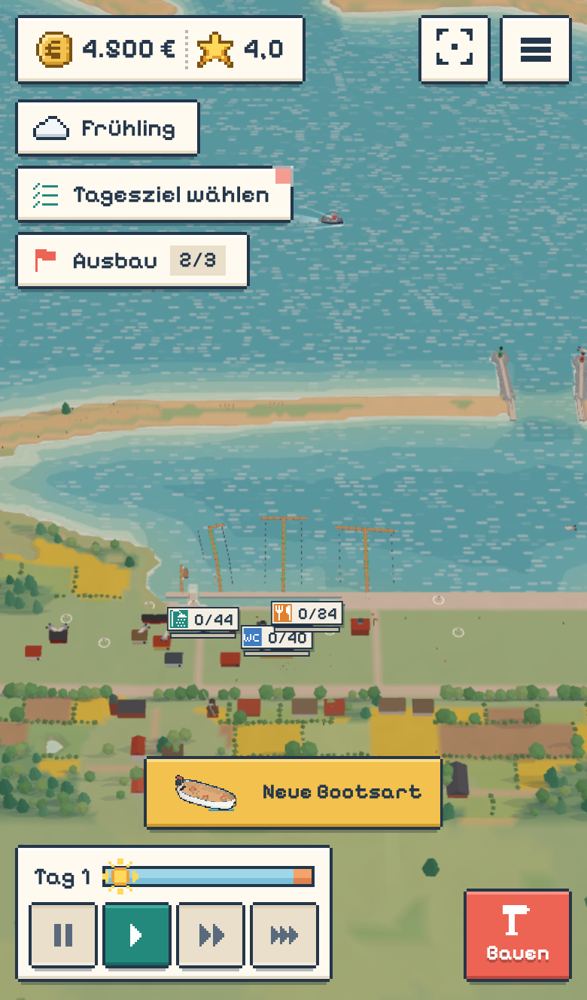 4.800 €
4,0
Frühling
Tagesziel wählen
Ausbau 2/3
0/44
0/84
WC 0/40
Neue Bootsart
Tag 1
Bauen